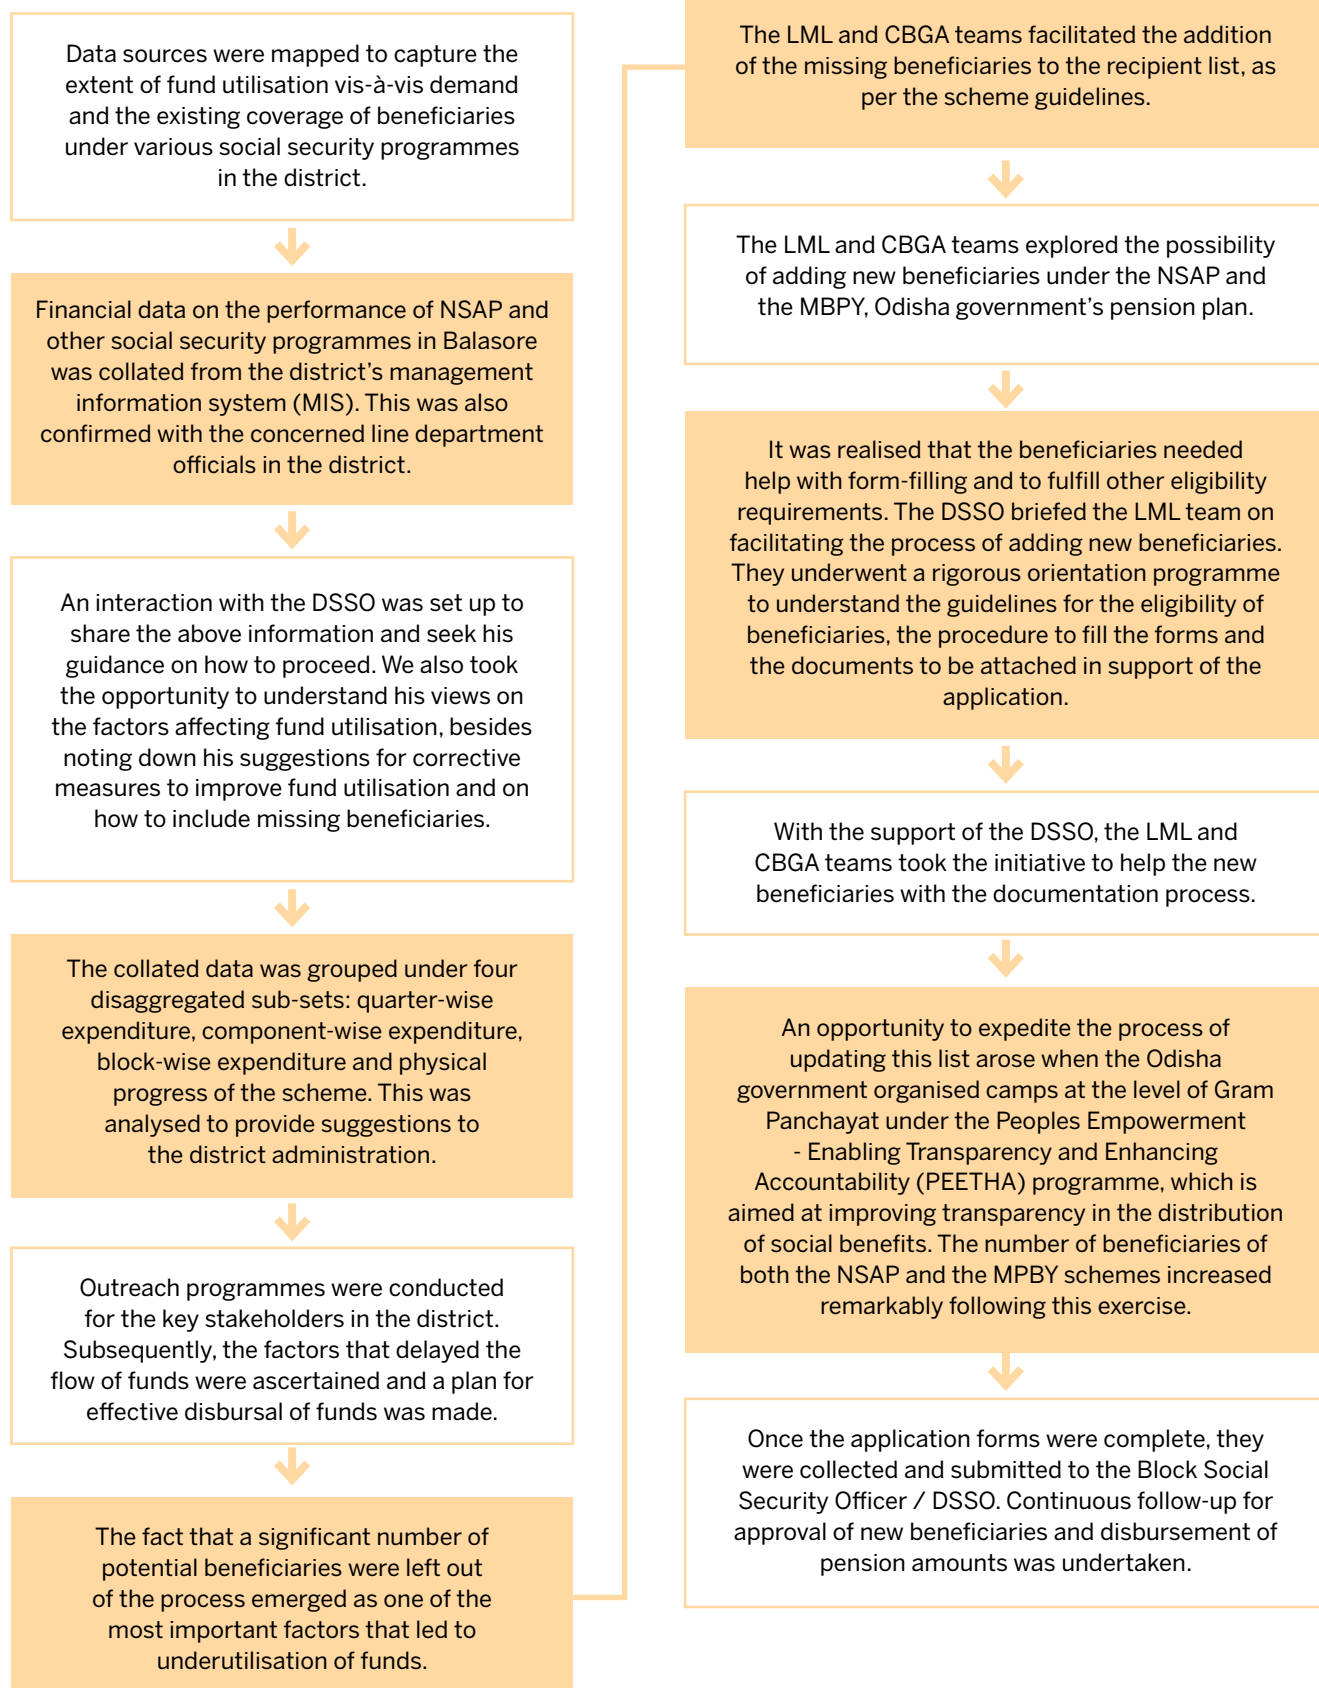 Data sources were mapped to capture the
extent of fund utilisation vis-à-vis demand
and the existing coverage of beneficiaries
under various social security programmes
in the district.
Financial data on the performance of NSAP and
other social security programmes in Balasore
was collated from the district's management
information system (MIS). This was also
confirmed with the concerned line department
officials in the district.
An interaction with the DSSO was set up to
share the above information and seek his
guidance on how to proceed. We also took
the opportunity to understand his views on
the factors affecting fund utilisation, besides
noting down his suggestions for corrective
measures to improve fund utilisation and on
how to include missing beneficiaries.
The collated data was grouped under four
disaggregated sub-sets: quarter-wise
expenditure, component-wise expenditure,
block-wise expenditure and physical
progress of the scheme. This was
analysed to provide suggestions to
the district administration.
Outreach programmes were conducted
for the key stakeholders in the district.
Subsequently, the factors that delayed the
flow of funds were ascertained and a plan for
effective disbursal of funds was made.
The fact that a significant number of
potential beneficiaries were left out
of the process emerged as one of the
most important factors that led to
underutilisation of funds.
The LML and CBGA teams facilitated the addition
of the missing beneficiaries to the recipient list, as
per the scheme guidelines.
The LML and CBGA teams explored the possibility
of adding new beneficiaries under the NSAP and
the MBPY, Odisha government's pension plan.
It was realised that the beneficiaries needed
help with form-filling and to fulfill other eligibility
requirements. The DSSO briefed the LML team on
facilitating the process of adding new beneficiaries.
They underwent a rigorous orientation programme
to understand the guidelines for the eligibility of
beneficiaries, the procedure to fill the forms and
the documents to be attached in support of the
application.
With the support of the DSSO, the LML and
CBGA teams took the initiative to help the new
beneficiaries with the documentation process.
An opportunity to expedite the process of
updating this list arose when the Odisha
government organised camps at the level of Gram
Panchayat under the Peoples Empowerment
- Enabling Transparency and Enhancing
Accountability (PEETHA) programme, which is
aimed at improving transparency in the distribution
of social benefits. The number of beneficiaries of
both the NSAP and the MPBY schemes increased
remarkably following this exercise.
Once the application forms were complete, they
were collected and submitted to the Block Social
Security Officer / DSSO. Continuous follow-up for
approval of new beneficiaries and disbursement of
pension amounts was undertaken.